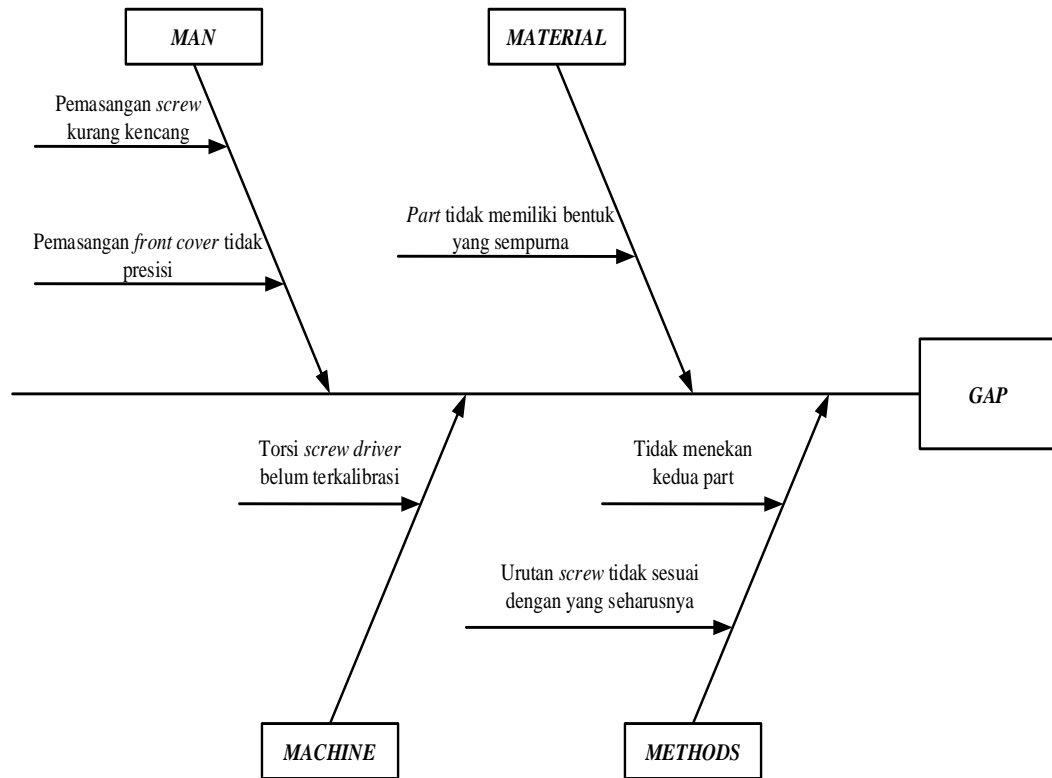 MAN
MATERIAL
Pemasangan screw
kurang kencang
Part tidak memiliki bentuk
yang sempurna
Pemasangan front cover tidak
presisi
GAP
Torsi screw driver
belum terkalibrasi
Tidak menekan
kedua part
Urutan screw tidak sesuai
dengan yang seharusnya
MACHINE
METHODS